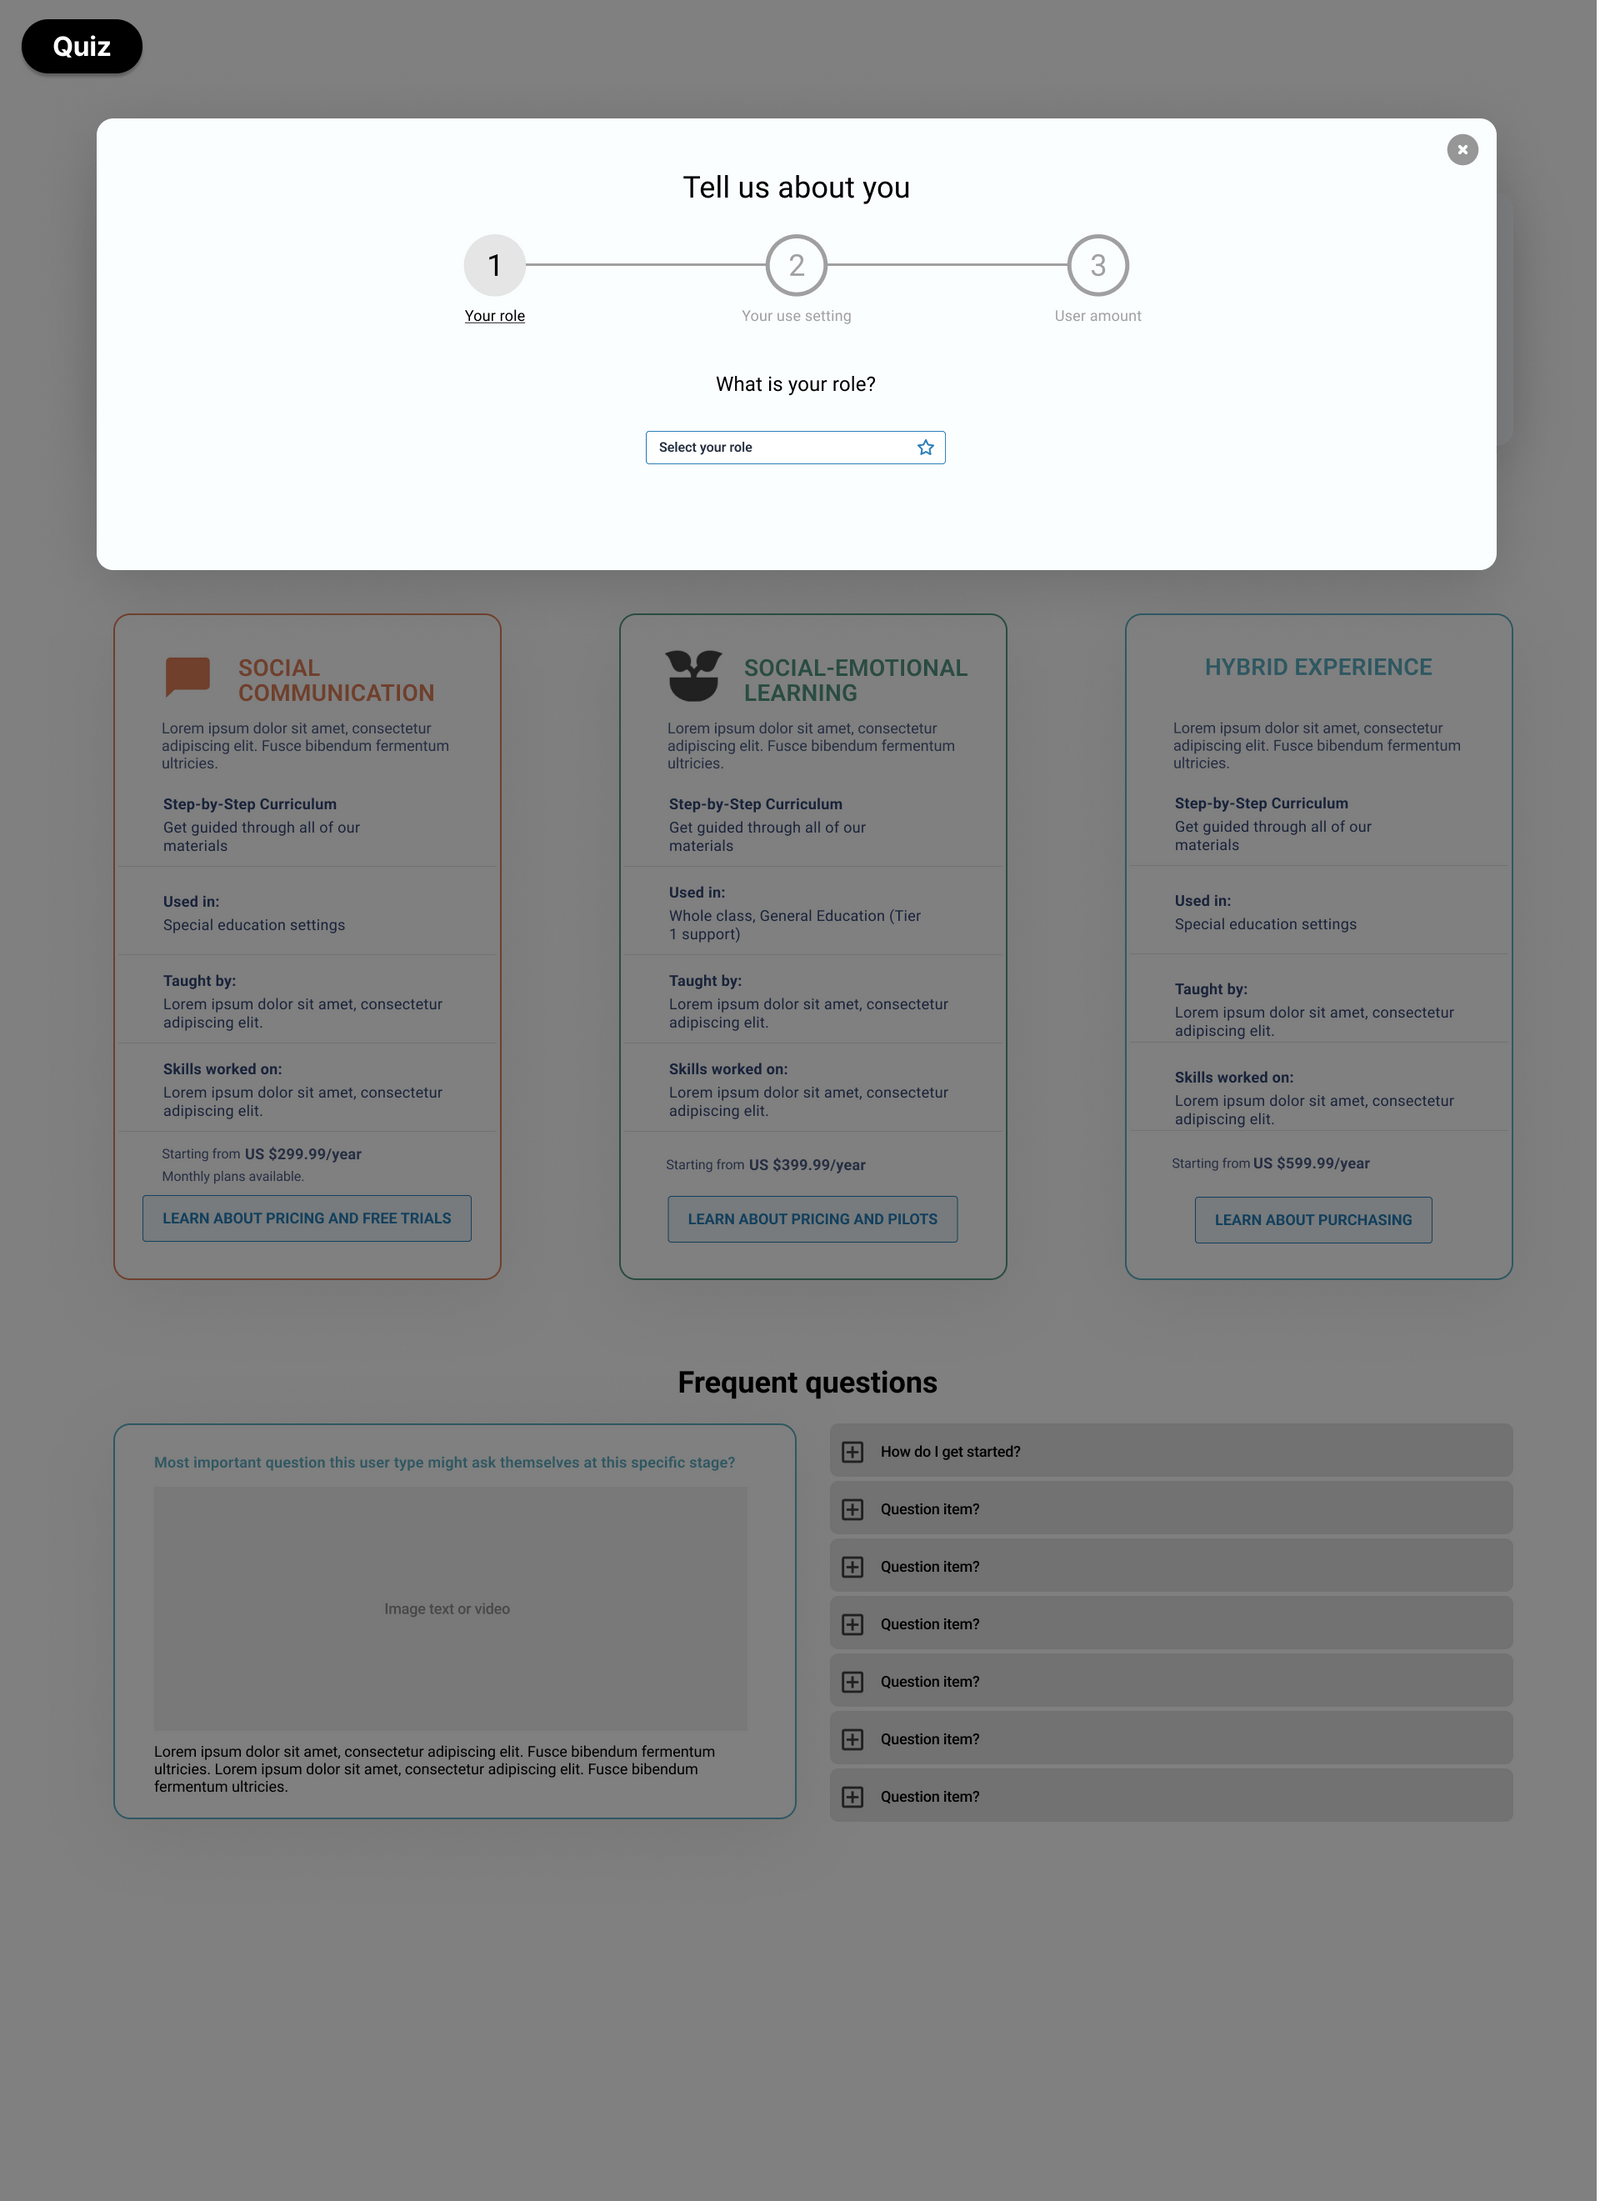 Quiz
Tell us about you
1
2
3
Your role
Your use setting
User amount
What is your role?
Select your role
SOCIAL
COMMUNICATION
Lorem ipsum dolor sit amet, consectetur
adipiscing elit. Fusce bibendum fermentum
ultricies.
Step-by-Step Curriculum
Get guided through all of our
materials
Used in:
Special education settings
Taught by:
Lorem ipsum dolor sit amet, consectetur
adipiscing elit.
Skills worked on:
Lorem ipsum dolor sit amet, consectetur
adipiscing elit.
Starting from US $299.99/year
Monthly plans available.
LEARN ABOUT PRICING AND FREE TRIALS
SOCIAL-EMOTIONAL
LEARNING
Lorem ipsum dolor sit amet, consectetur
adipiscing elit. Fusce bibendum fermentum
ultricies.
Step-by-Step Curriculum
Get guided through all of our
materials
Used in:
Whole class, General Education (Tier
1 support)
Taught by:
Lorem ipsum dolor sit amet, consectetur
adipiscing elit.
Skills worked on:
Lorem ipsum dolor sit amet, consectetur
adipiscing elit.
Starting from US $399.99/year
LEARN ABOUT PRICING AND PILOTS
HYBRID EXPERIENCE
Lorem ipsum dolor sit amet, consectetur
adipiscing elit. Fusce bibendum fermentum
ultricies.
Step-by-Step Curriculum
Get guided through all of our
materials
Used in:
Special education settings
Taught by:
Lorem ipsum dolor sit amet, consectetur
adipiscing elit.
Skills worked on:
Lorem ipsum dolor sit amet, consectetur
adipiscing elit.
Starting from US $599.99/year
LEARN ABOUT PURCHASING
Frequent questions
Most important question this user type might ask themselves at this specific stage?
Image text or video
Lorem ipsum dolor sit amet, consectetur adipiscing elit. Fusce bibendum fermentum
ultricies. Lorem ipsum dolor sit amet, consectetur adipiscing elit. Fusce bibendum
fermentum ultricies.
How do I get started?
Question item?
Question item?
Question item?
Question item?
Question item?
Question item?